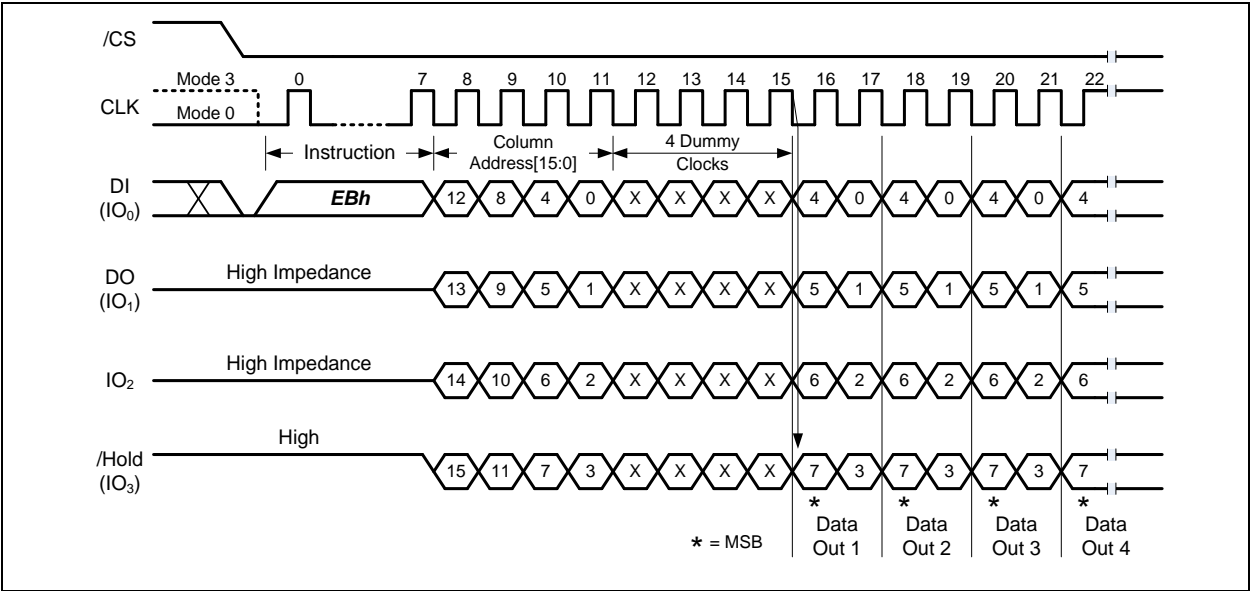 /CS
Mode 3 0 7 8 9 10 11 12 13 14 15 16 17 18 19 20 21 22
CLK
Mode 0
Instruction
Column
Address[15:0]
4 Dummy
Clocks
DI
(IO₀)
EBh 12 8 4 0 X X X X 4 0 4 0 4 0 4
DO
(IO₁)
High Impedance
13 9 5 1 X X X X 5 1 5 1 5 1 5
IO₂
High Impedance
14 10 6 2 X X X X 6 2 6 2 6 2 6
/Hold
(IO₃)
High
15 11 7 3 X X X X 7 3 7 3 7 3 7
* * * *
* = MSB
Data
Out 1
Data
Out 2
Data
Out 3
Data
Out 4